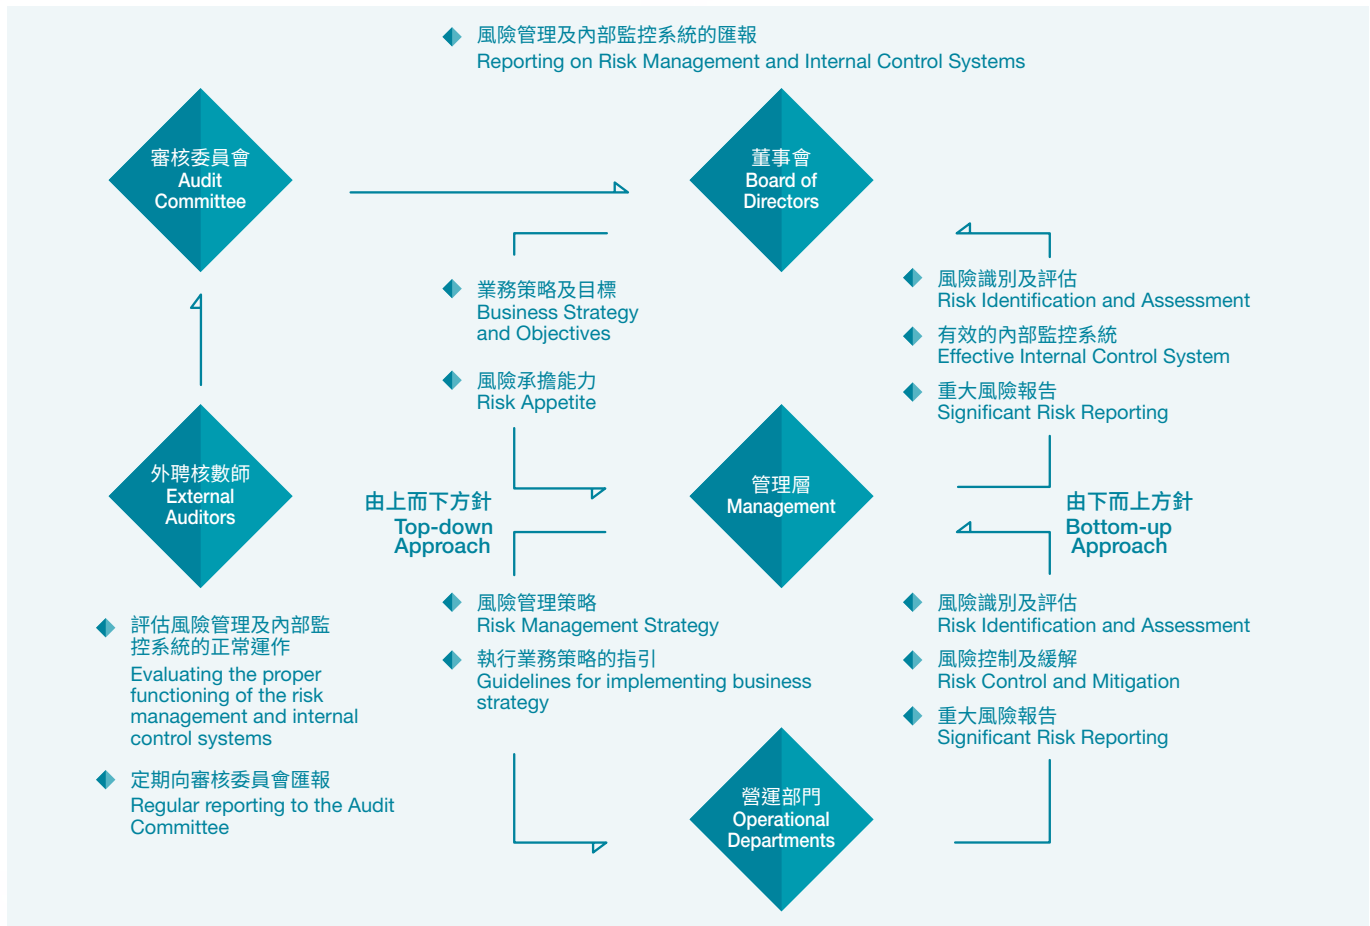 風險管理及內部監控系統的匯報
Reporting on Risk Management and Internal Control Systems
審核委員會
Audit
Committee
董事會
Board of
Directors
業務策略及目標
Business Strategy
and Objectives
風險承擔能力
Risk Appetite
風險識別及評估
Risk Identification and Assessment
有效的內部監控系統
Effective Internal Control System
重大風險報告
Significant Risk Reporting
外聘核數師
External
Auditors
由上而下方針
Top-down
Approach
管理層
Management
由下而上方針
Bottom-up
Approach
評估風險管理及內部監
控系統的正常運作
Evaluating the proper
functioning of the risk
management and internal
control systems
定期向審核委員會匯報
Regular reporting to the Audit
Committee
風險管理策略
Risk Management Strategy
執行業務策略的指引
Guidelines for implementing business
strategy
風險識別及評估
Risk Identification and Assessment
風險控制及緩解
Risk Control and Mitigation
重大風險報告
Significant Risk Reporting
營運部門
Operational
Departments